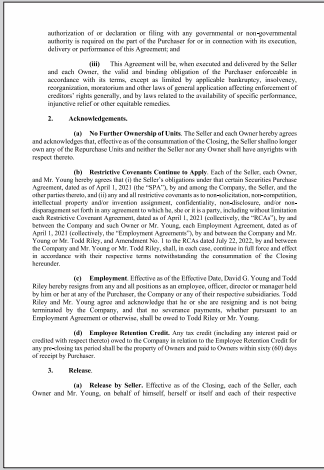 authorization of or declaration or filing with any governmental or non-governmental
authority is required on the part of the Purchaser for or in connection with its execution,
delivery or performance of this Agreement; and
(iii) This Agreement will be, when executed and delivered by the Seller
and each Owner, the valid and binding obligation of the Purchaser enforceable in
accordance with its terms, except as limited by applicable bankruptcy, insolvency,
reorganization, moratorium and other laws of general application affecting enforcement of
creditors' rights generally, and by laws related to the availability of specific performance,
injunctive relief or other equitable remedies.
2. Acknowledgements.
(a) No Further Ownership of Units. The Seller and each Owner hereby agrees
and acknowledges that, effective as of the consummation of the Closing, the Seller shallno longer
own any of the Repurchase Units and neither the Seller nor any Owner shall have anyrights with
respect thereto.
(b) Restrictive Covenants Continue to Apply. Each of the Seller, each Owner,
and Mr. Young hereby agrees that (i) the Seller's obligations under that certain Securities Purchase
Agreement, dated as of April 1, 2021 (the "SPA"), by and among the Company, the Seller, and the
other parties thereto, and (ii) any and all restrictive covenants as to non-solicitation, non-competition,
intellectual property and/or invention assignment, confidentiality, non-disclosure, and/or non-
disparagement set forth in any agreement to which he, she or it is a party, including without limitation
each Restrictive Covenant Agreement, dated as of April 1, 2021 (collectively, the "RCAs"), by and
between the Company and such Owner or Mr. Young, each Employment Agreement, dated as of
April 1, 2021 (collectively, the "Employment Agreements"), by and between the Company and Mr.
Young or Mr. Todd Riley, and Amendment No. 1 to the RCAs dated July 22, 2022, by and between
the Company and Mr. Young or Todd Riley, shall, in each case, continue in full force and effect
in accordance with their respective terms notwithstanding the consummation of the Closing
hereunder.
(c) Employment. Effective as of the Effective Date, David G. Young and Todd
Riley hereby resign from any and all positions as an employee, officer, director or manager held
by him or her at any of the Purchaser, the Company or any of their respective subsidiaries. Todd
Riley and Mr. Young agree and acknowledge that he or she are resigning and is not being
terminated by the Company, and that no severance payments, whether pursuant to an
Employment Agreement or otherwise, shall be owed to Todd Riley or Mr. Young.
(d) Employee Retention Credit. Any tax credit (including any interest paid or
credited with respect thereto) owed to the Company in relation to the Employee Retention Credit for
any pre-closing tax period shall be the property of Owners and paid to Owners within sixty (60) days
of receipt by Purchaser.
3. Release.
(a) Release by Seller. Effective as of the Closing, each of the Seller, each
Owner and Mr. Young, on behalf of himself, herself or itself and each of their respective